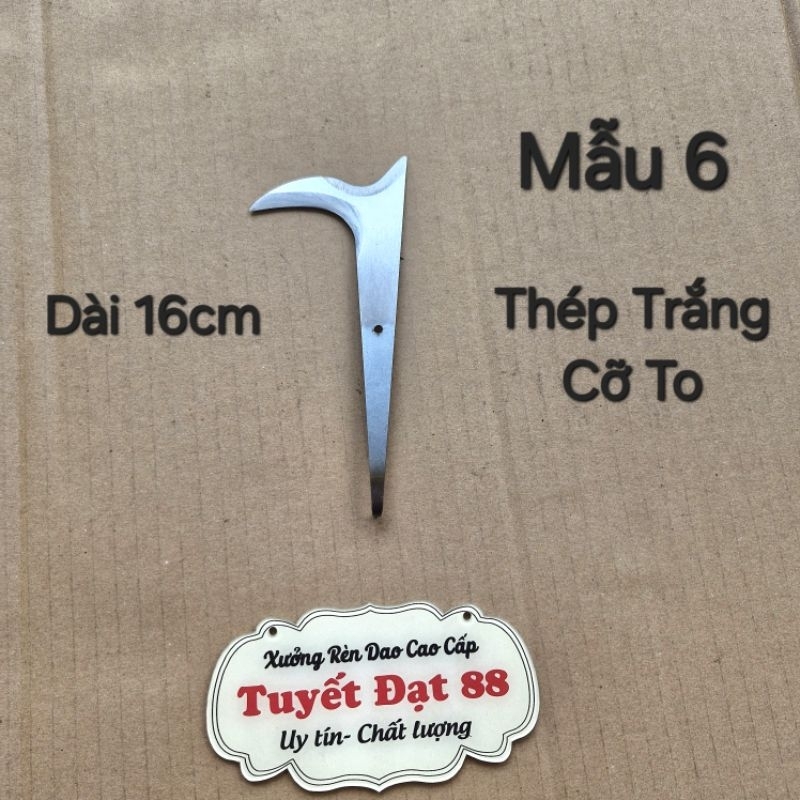 Mẫu 6
Dài 16cm
Thép Trắng
Cỡ To
Xưởng Rèn Dao Cao Cấp
Tuyết Đạt 88
Uy tín- Chất lượng